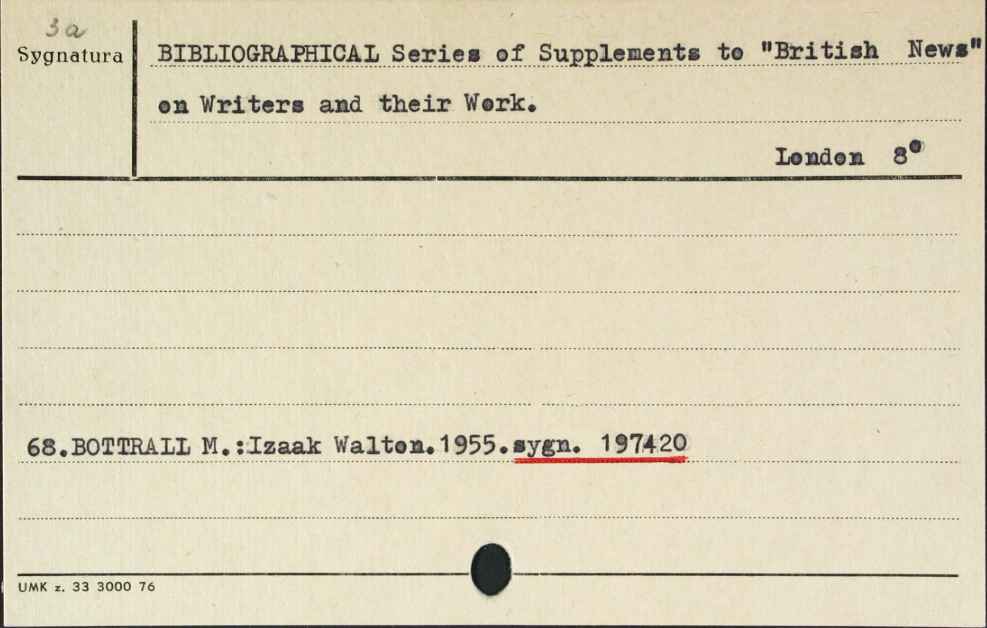 3a
Sygnatura
BIBLIOGRAPHICAL Series of Supplements to "British News"
on Writers and their Work.
London 8°
68.BOTTRALL M.:Izaak Walton.1955.sygn. 197420
UMK z. 33 3000 76